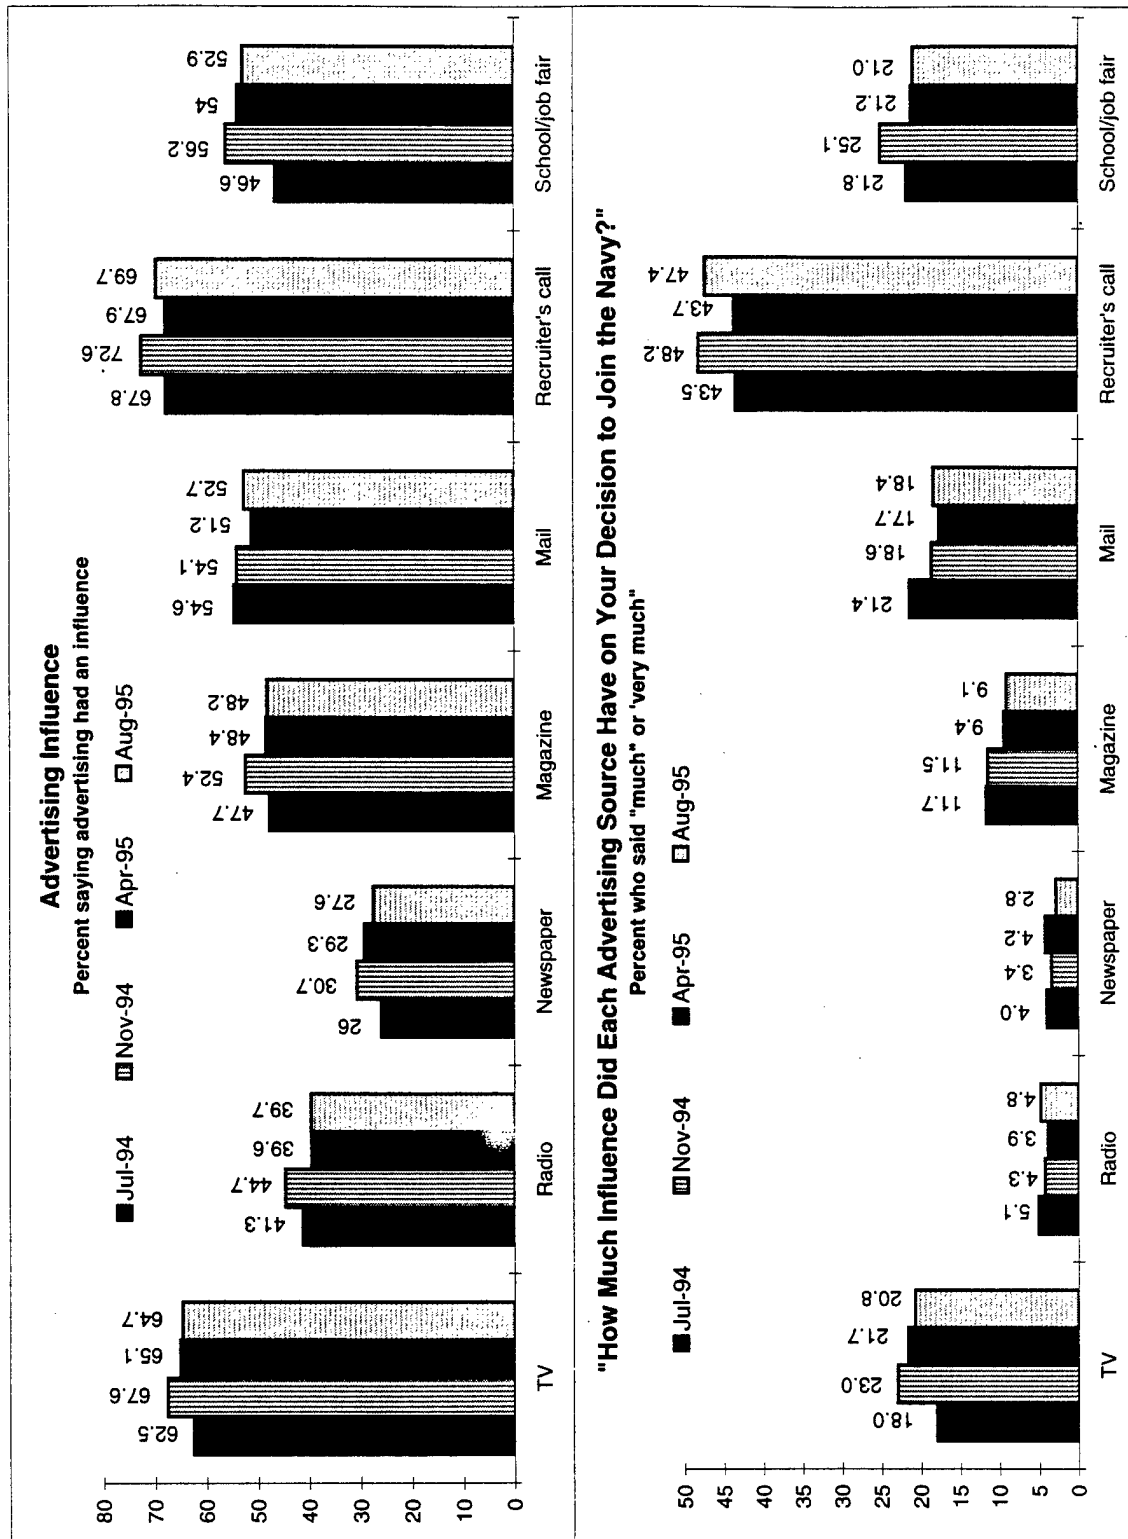 Advertising Influence
Percent saying advertising had an influence
Jul-94 Nov-94 Apr-95 Aug-95
80
70
60
50
40
30
20
10
0
62.5 67.6 65.1 64.7
41.3 44.7 39.6 39.7
26 30.7 29.3 27.6
47.7 52.4 48.4 48.2
54.6 54.1 51.2 52.7
67.8 72.6 67.9 69.7
46.6 56.2 54 52.9
TV Radio Newspaper Magazine Mail Recruiter's call School/job fair
"How Much Influence Did Each Advertising Source Have on Your Decision to Join the Navy?"
Percent who said "much" or 'very much"
Jul-94 Nov-94 Apr-95 Aug-95
50
45
40
35
30
25
20
15
10
5
0
18.0 23.0 21.7 20.8
5.1 4.3 3.9 4.8
4.0 3.4 4.2 2.8
11.7 11.5 9.4 9.1
21.4 18.6 17.7 18.4
43.5 48.2 43.7 47.4
21.8 25.1 21.2 21.0
TV Radio Newspaper Magazine Mail Recruiter's call School/job fair